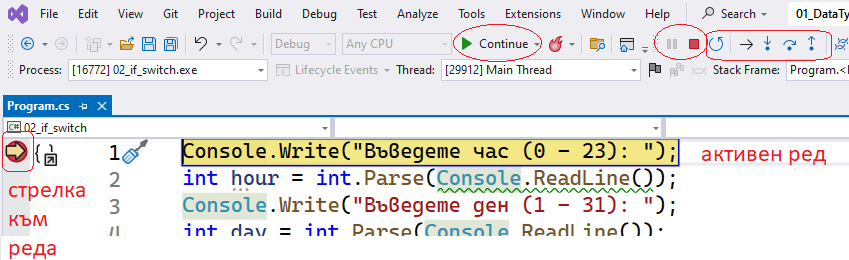 File Edit View Git Project Build Debug Test Analyze Tools Extensions Window Help Search 01_DataTy
Debug Any CPU Continue
Process: [16772] 02_if_switch.exe Lifecycle Events Thread: [29912] Main Thread Stack Frame: Program.<
Program.cs
C# 02_if_switch
1 Console.Write("Въведете час (0 - 23): "); активен ред
2 int hour = int.Parse(Console.ReadLine());
3 Console.Write("Въведете ден (1 - 31): ");
4 int day = int.Parse(Console.ReadLine());
стрелка
към
реда